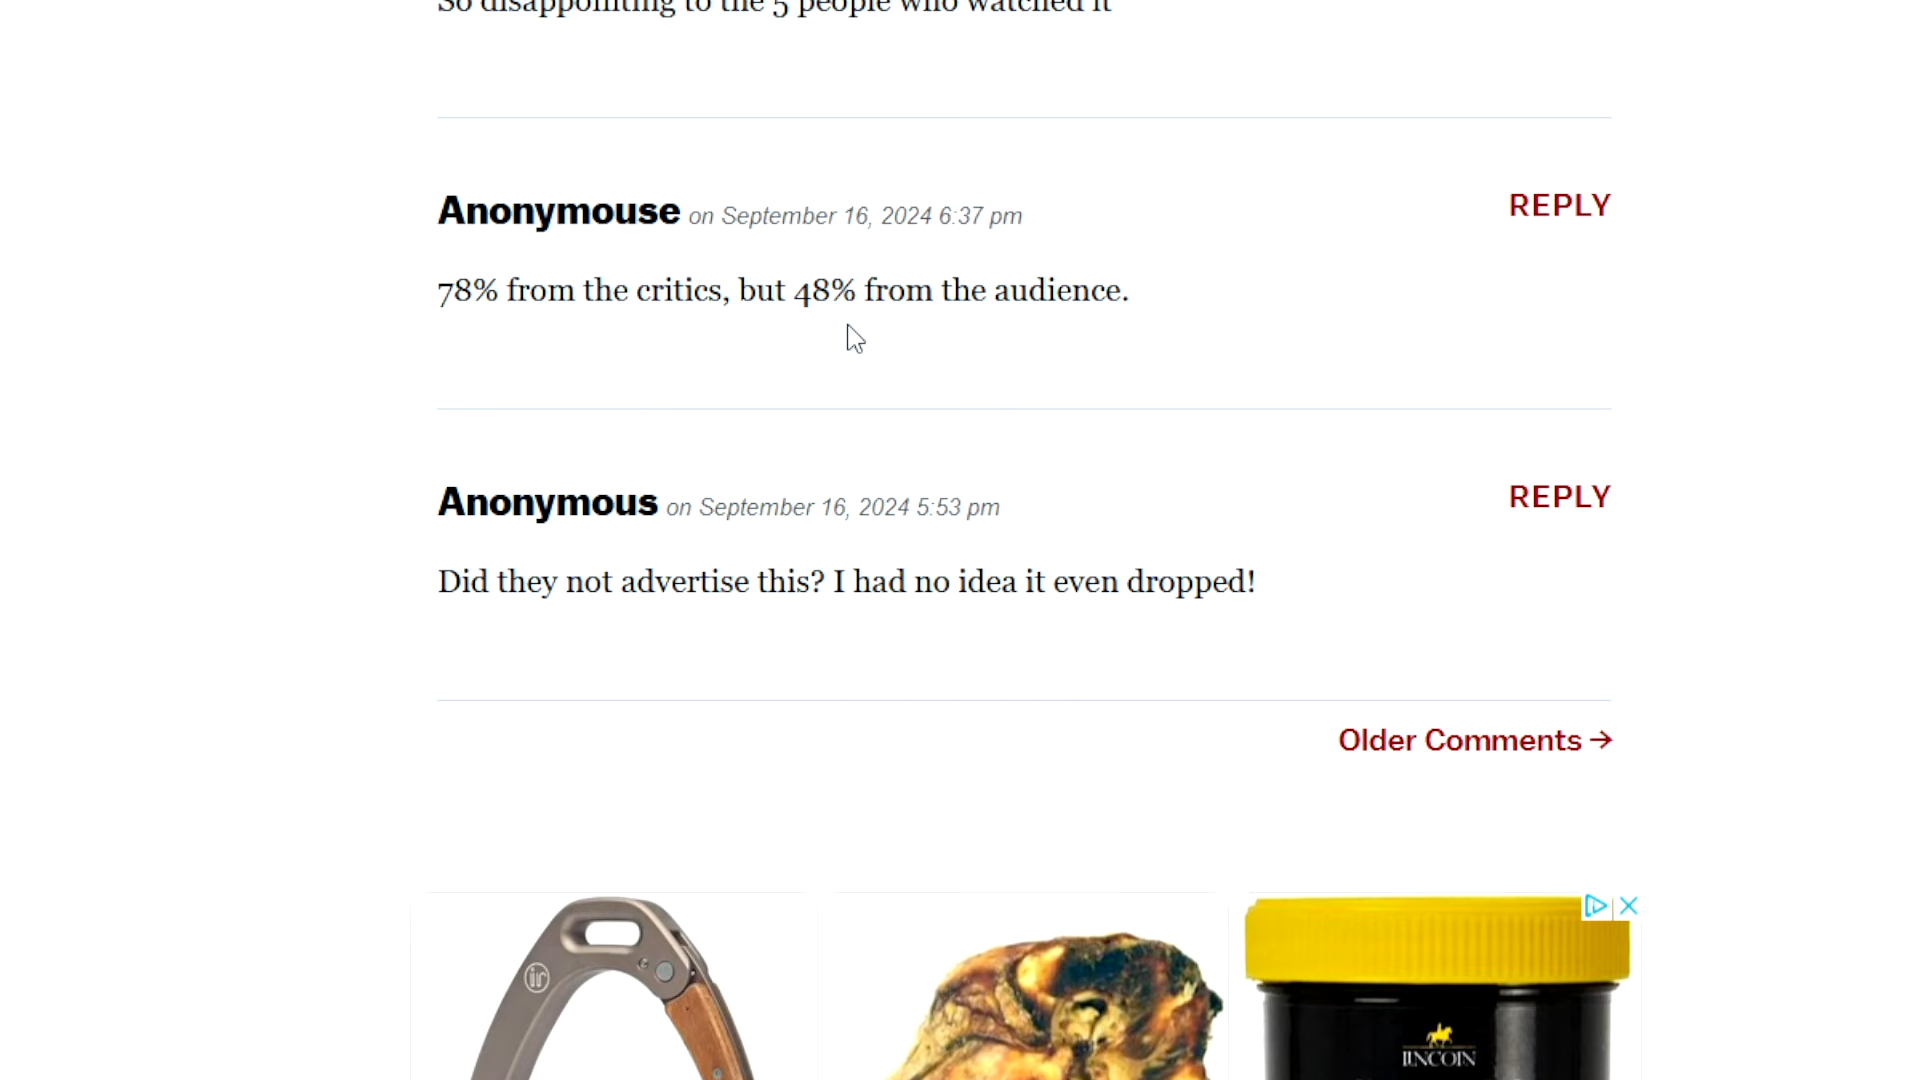 So disappointing to the 5 people who watched it
Anonymouse on September 16, 2024 6:37 pm
REPLY
78% from the critics, but 48% from the audience.
Anonymous on September 16, 2024 5:53 pm
REPLY
Did they not advertise this? I had no idea it even dropped!
Older Comments →
ir
LINCOLN